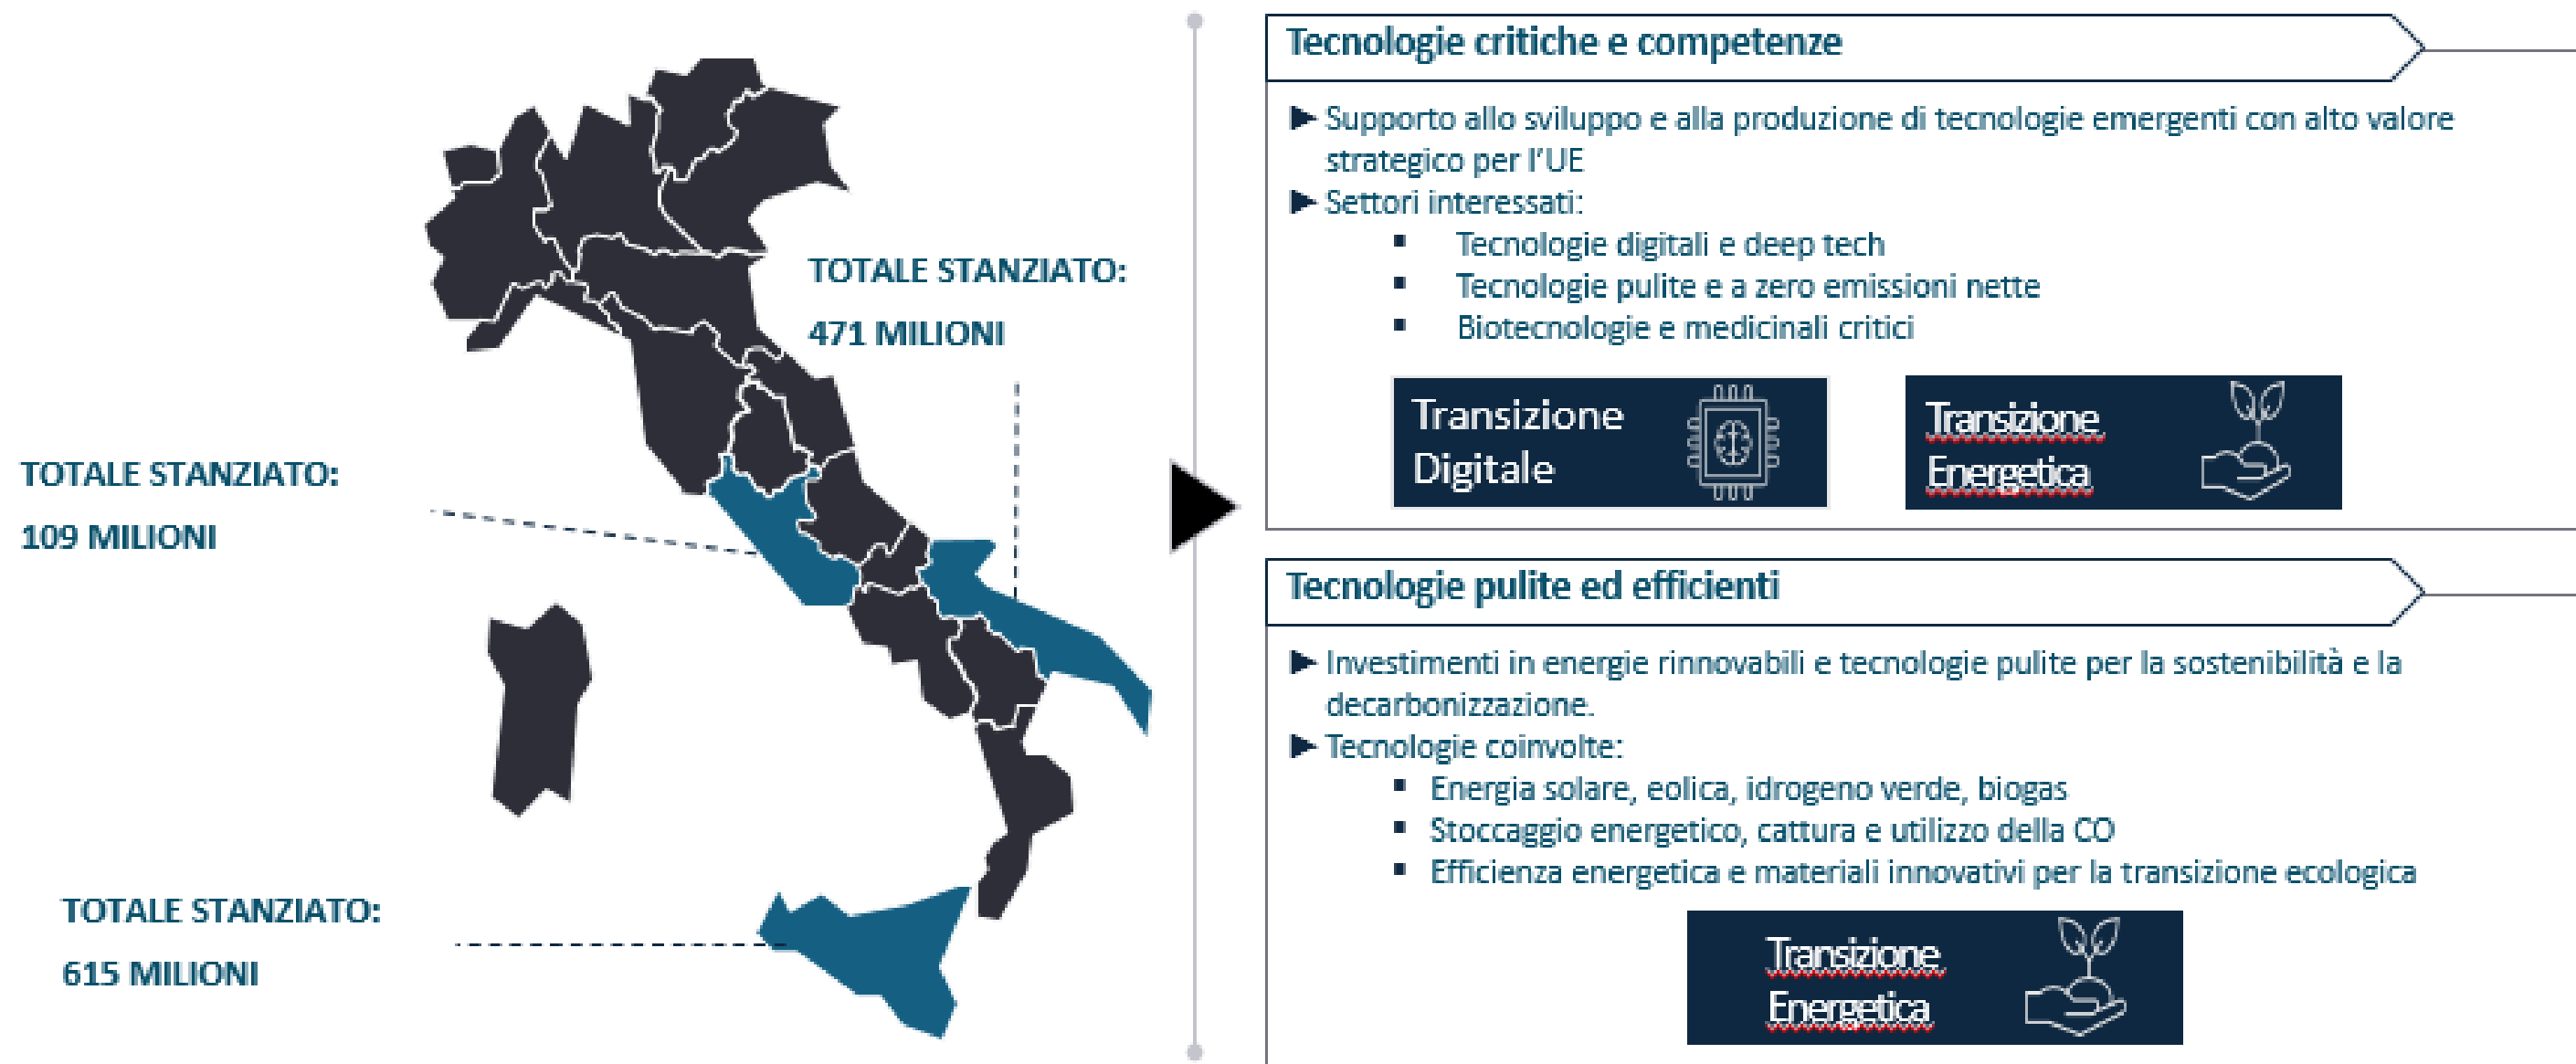 TOTALE STANZIATO:
471 MILIONI
TOTALE STANZIATO:
109 MILIONI
TOTALE STANZIATO:
615 MILIONI
Tecnologie critiche e competenze
Supporto allo sviluppo e alla produzione di tecnologie emergenti con alto valore
strategico per l'UE
Settori interessati:
Tecnologie digitali e deep tech
Tecnologie pulite e a zero emissioni nette
Biotecnologie e medicinali critici
Transizione
Digitale
Transizione
Energetica
Tecnologie pulite ed efficienti
Investimenti in energie rinnovabili e tecnologie pulite per la sostenibilità e la
decarbonizzazione.
Tecnologie coinvolte:
Energia solare, eolica, idrogeno verde, biogas
Stoccaggio energetico, cattura e utilizzo della CO
Efficienza energetica e materiali innovativi per la transizione ecologica
Transizione
Energetica